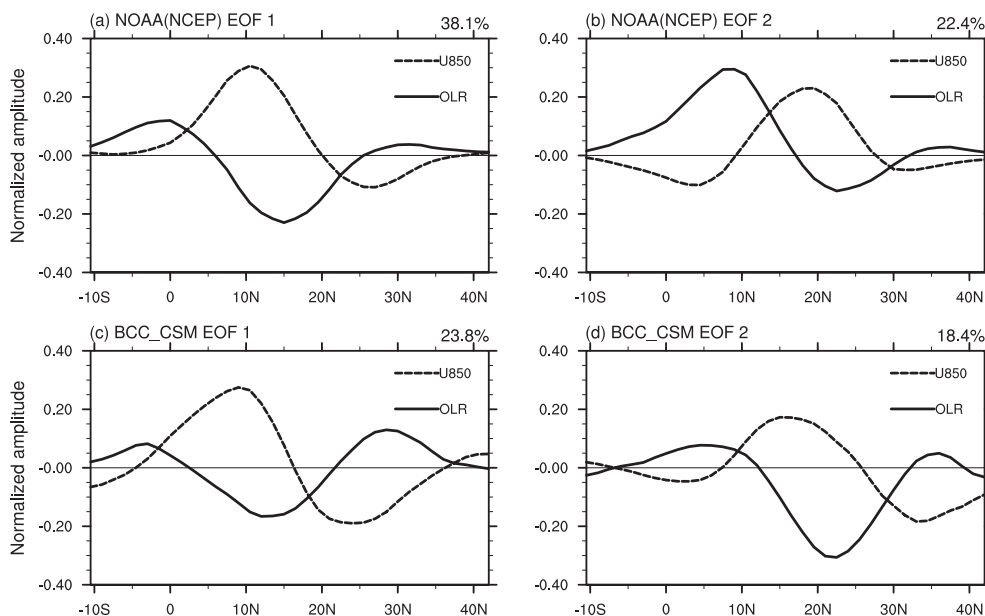 (a) NOAA(NCEP) EOF 1 38.1%
(b) NOAA(NCEP) EOF 2 22.4%
0.40
0.20
-0.00
-0.20
-0.40
Normalized amplitude
U850
OLR
U850
OLR
0.40
0.20
-0.00
-0.20
-0.40
-10S 0 10N 20N 30N 40N
-10S 0 10N 20N 30N 40N
(c) BCC_CSM EOF 1 23.8%
(d) BCC_CSM EOF 2 18.4%
0.40
0.20
-0.00
-0.20
-0.40
Normalized amplitude
U850
OLR
U850
OLR
0.40
0.20
-0.00
-0.20
-0.40
-10S 0 10N 20N 30N 40N
-10S 0 10N 20N 30N 40N